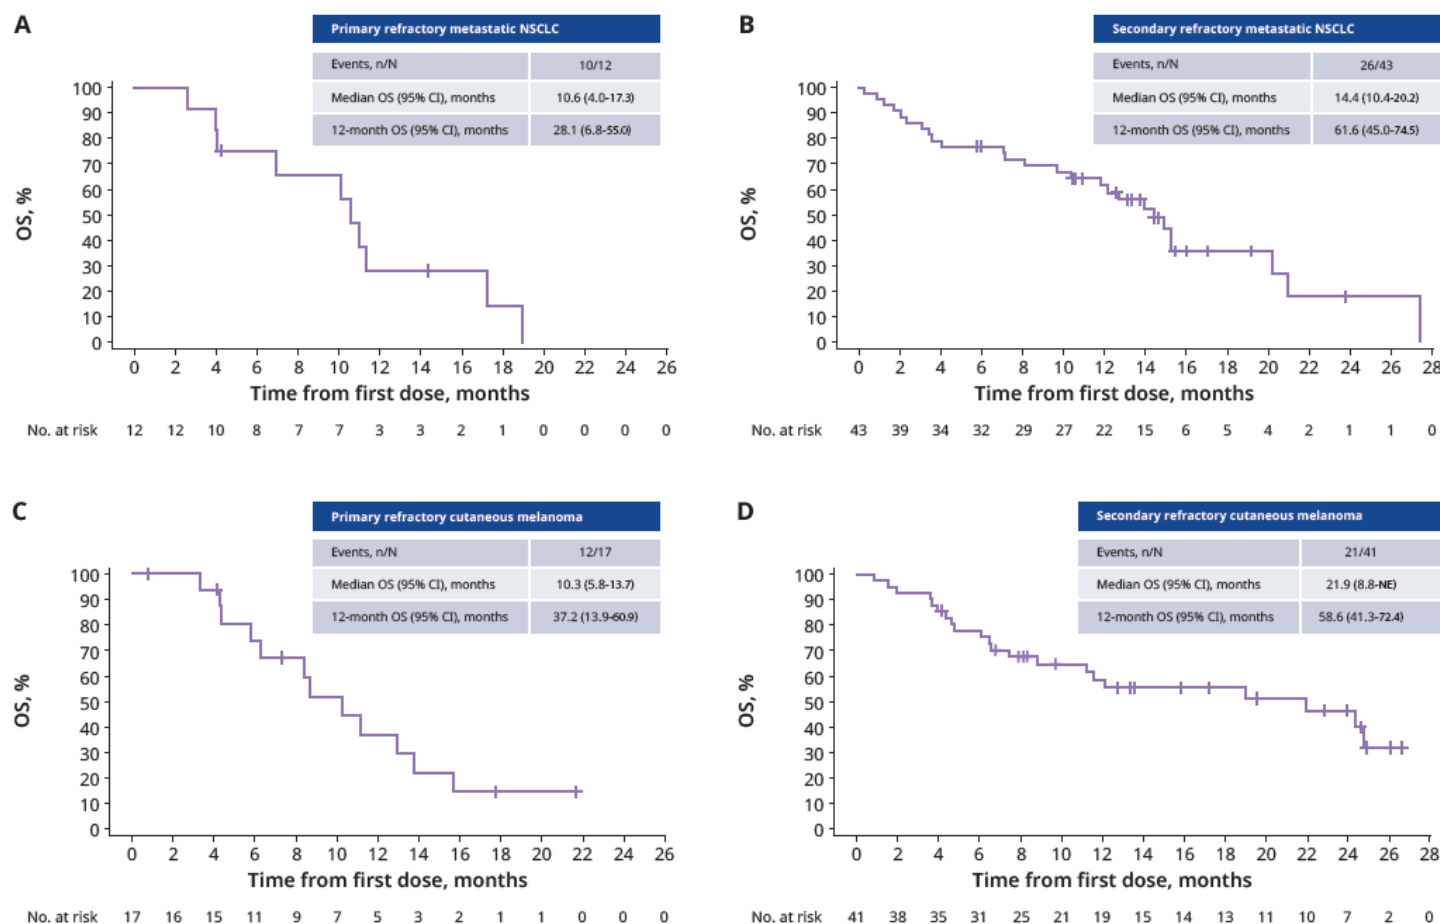 A
Primary refractory metastatic NSCLC
Events, n/N 10/12
Median OS (95% CI), months 10.6 (4.0-17.3)
12-month OS (95% CI), months 28.1 (6.8-55.0)
100
90
80
70
60
50
40
30
20
10
0
OS, %
0 2 4 6 8 10 12 14 16 18 20 22 24 26
Time from first dose, months
No. at risk 12 12 10 8 7 7 3 3 2 1 0 0 0 0
B
Secondary refractory metastatic NSCLC
Events, n/N 26/43
Median OS (95% CI), months 14.4 (10.4-20.2)
12-month OS (95% CI), months 61.6 (45.0-74.5)
100
90
80
70
60
50
40
30
20
10
0
OS, %
0 2 4 6 8 10 12 14 16 18 20 22 24 26 28
Time from first dose, months
No. at risk 43 39 34 32 29 27 22 15 6 5 4 2 1 1 0
C
Primary refractory cutaneous melanoma
Events, n/N 12/17
Median OS (95% CI), months 10.3 (5.8-13.7)
12-month OS (95% CI), months 37.2 (13.9-60.9)
100
90
80
70
60
50
40
30
20
10
0
OS, %
0 2 4 6 8 10 12 14 16 18 20 22 24 26
Time from first dose, months
No. at risk 17 16 15 11 9 7 5 3 2 1 1 0 0 0
D
Secondary refractory cutaneous melanoma
Events, n/N 21/41
Median OS (95% CI), months 21.9 (8.8-NE)
12-month OS (95% CI), months 58.6 (41.3-72.4)
100
90
80
70
60
50
40
30
20
10
0
OS, %
0 2 4 6 8 10 12 14 16 18 20 22 24 26 28
Time from first dose, months
No. at risk 41 38 35 31 25 21 19 15 14 13 11 10 7 2 0